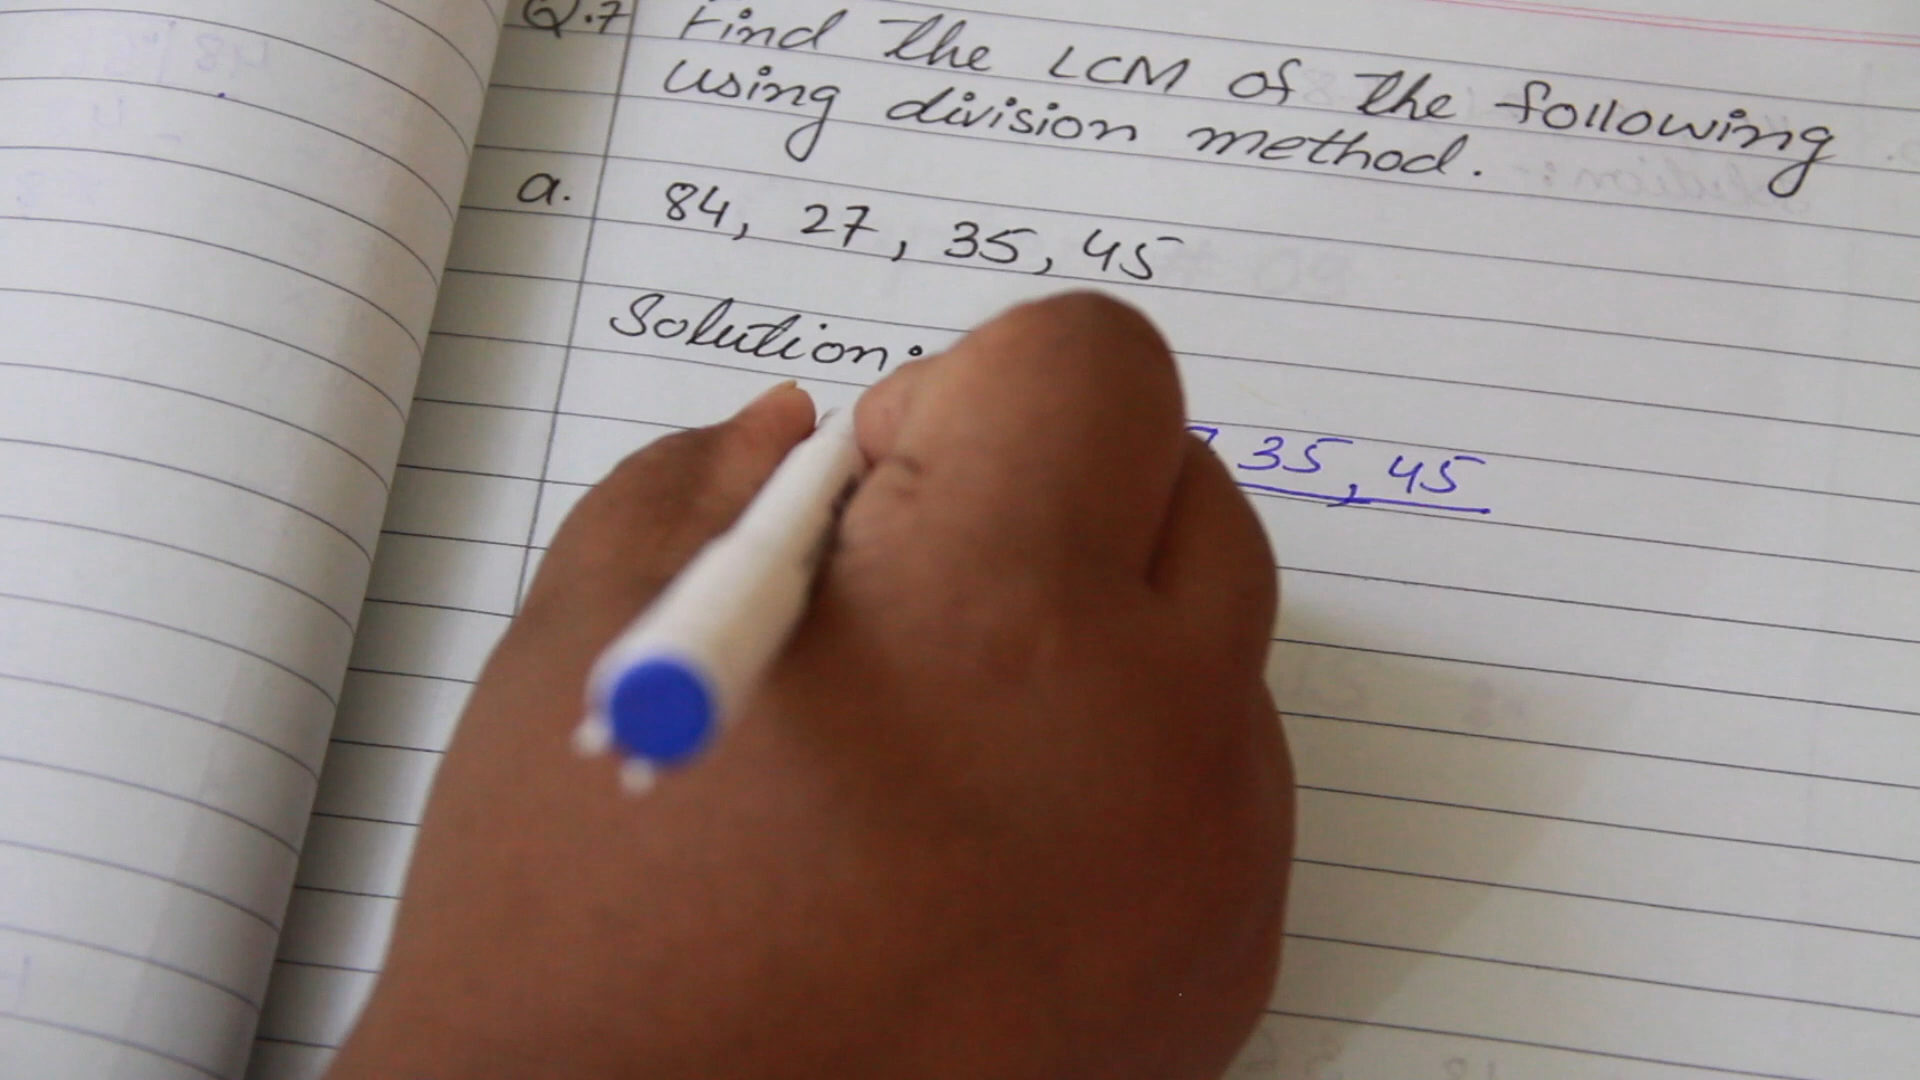 Q.7 Find the LCM of the following
using division method.
a. 84, 27, 35, 45
Solution:
35, 45